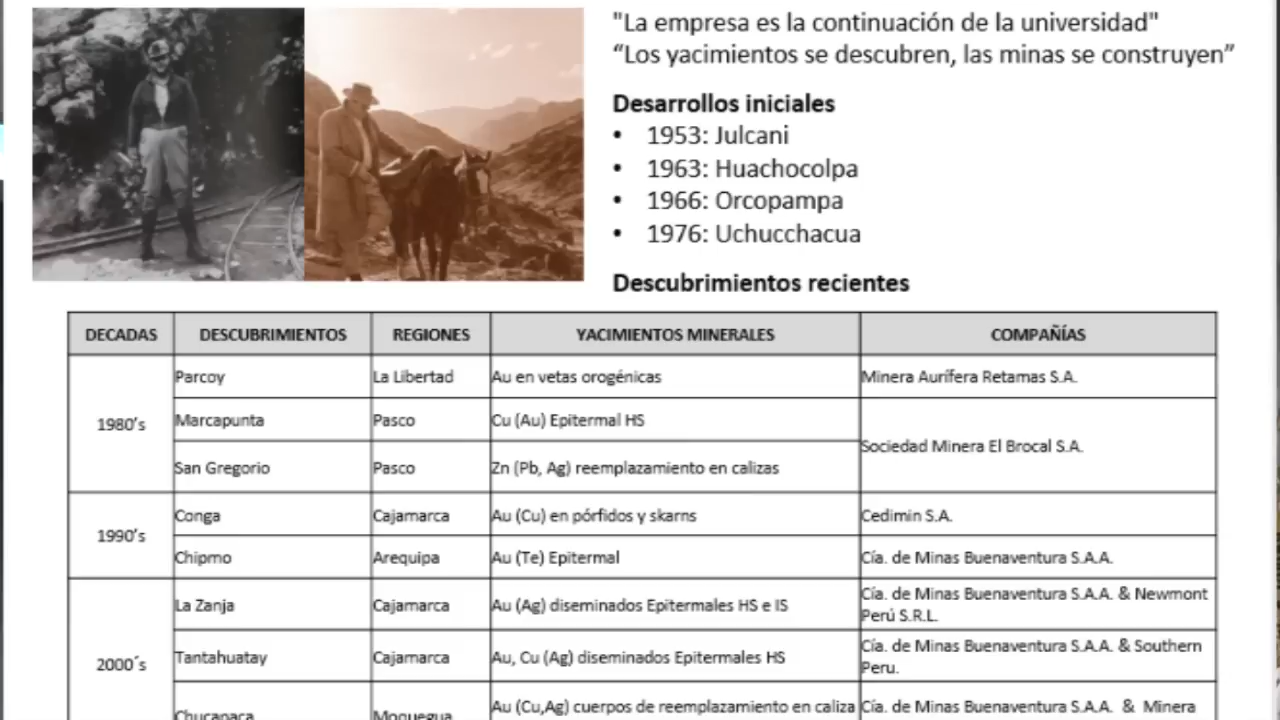 "La empresa es la continuación de la universidad"
“Los yacimientos se descubren, las minas se construyen”
Desarrollos iniciales
• 1953: Julcani
• 1963: Huachocolpa
• 1966: Orcopampa
• 1976: Uchucchacua
Descubrimientos recientes
DECADAS DESCUBRIMIENTOS REGIONES YACIMIENTOS MINERALES COMPAÑÍAS
1980’s
Parcoy La Libertad Au en vetas orogénicas Minera Aurífera Retamas S.A.
Marcapunta Pasco Cu (Au) Epitermal HS
Sociedad Minera El Brocal S.A.
San Gregorio Pasco Zn (Pb, Ag) reemplazamiento en calizas
1990’s
Conga Cajamarca Au (Cu) en pórfidos y skarns Cedimin S.A.
Chipmo Arequipa Au (Te) Epitermal Cía. de Minas Buenaventura S.A.A.
2000´s
La Zanja Cajamarca Au (Ag) diseminados Epitermales HS e IS Cía. de Minas Buenaventura S.A.A. & Newmont
Perú S.R.L.
Tantahuatay Cajamarca Au, Cu (Ag) diseminados Epitermales HS Cía. de Minas Buenaventura S.A.A. & Southern
Peru.
Chucapaca Moquegua Au (Cu,Ag) cuerpos de reemplazamiento en caliza Cía. de Minas Buenaventura S.A.A. & Minera